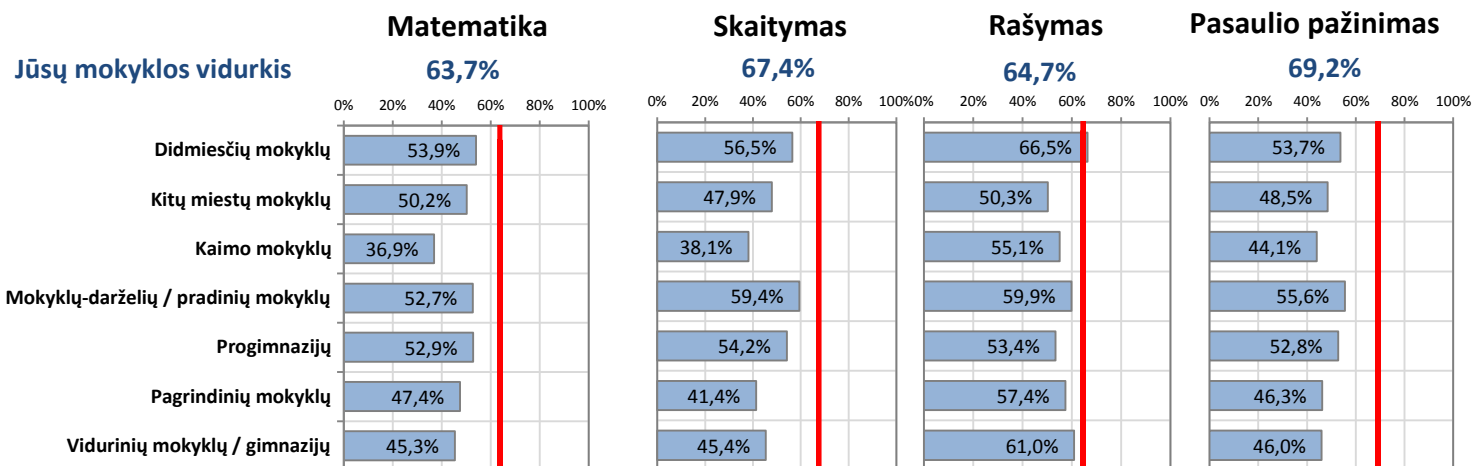 Matematika Skaitymas Rašymas Pasaulio pažinimas
Jūsų mokyklos vidurkis 63,7% 67,4% 64,7% 69,2%
0% 20% 40% 60% 80% 100% 0% 20% 40% 60% 80% 100% 0% 20% 40% 60% 80% 100% 0% 20% 40% 60% 80% 100%
Didmiesčių mokyklų 53,9% 56,5% 66,5% 53,7%
Kitų miestų mokyklų 50,2% 47,9% 50,3% 48,5%
Kaimo mokyklų 36,9% 38,1% 55,1% 44,1%
Mokyklų-darželių / pradinių mokyklų 52,7% 59,4% 59,9% 55,6%
Progimnazijų 52,9% 54,2% 53,4% 52,8%
Pagrindinių mokyklų 47,4% 41,4% 57,4% 46,3%
Vidurinių mokyklų / gimnazijų 45,3% 45,4% 61,0% 46,0%